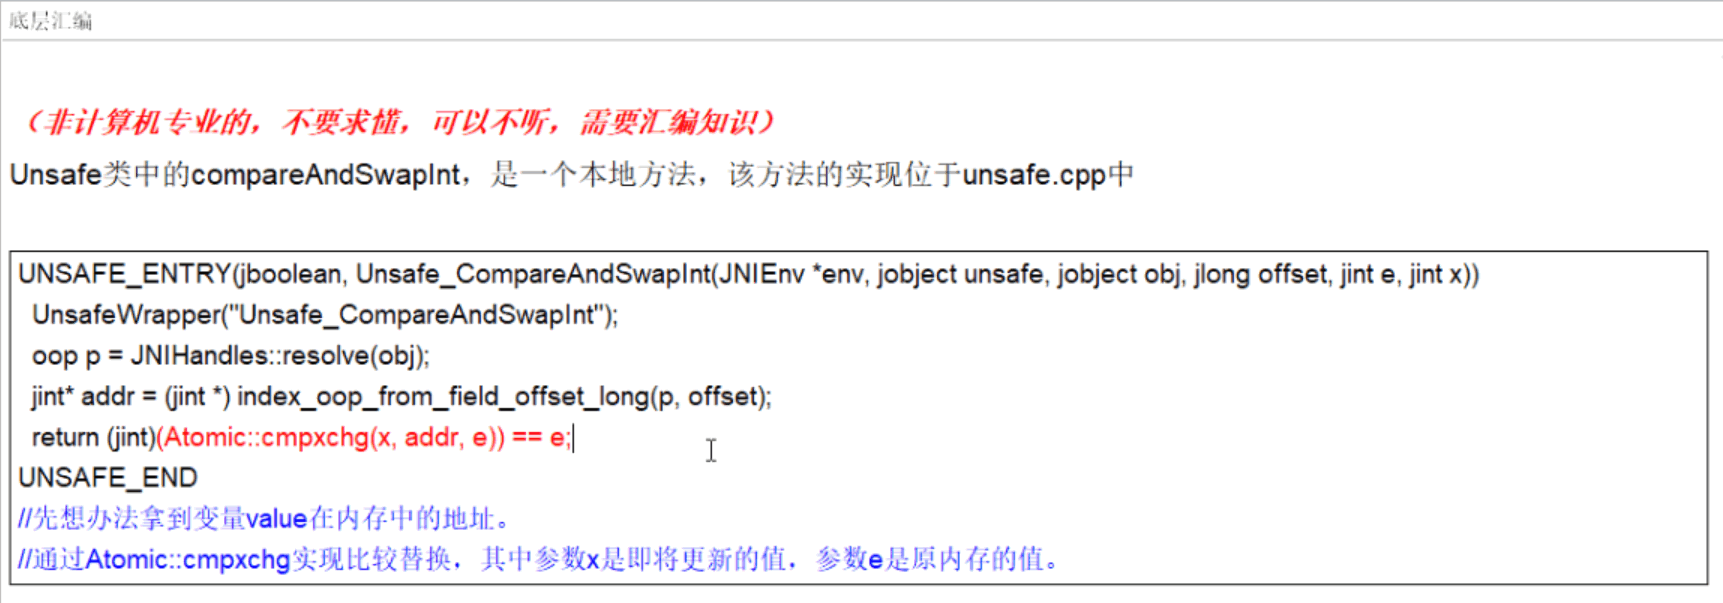 底层汇编
（非计算机专业的，不要求懂，可以不听，需要汇编知识）
Unsafe类中的compareAndSwapInt，是一个本地方法，该方法的实现位于unsafe.cpp中
UNSAFE_ENTRY(jboolean, Unsafe_CompareAndSwapInt(JNIEnv *env, jobject unsafe, jobject obj, jlong offset, jint e, jint x))
UnsafeWrapper("Unsafe_CompareAndSwapInt");
oop p = JNIHandles::resolve(obj);
jint* addr = (jint *) index_oop_from_field_offset_long(p, offset);
return (jint)(Atomic::cmpxchg(x, addr, e)) == e;
UNSAFE_END
//先想办法拿到变量value在内存中的地址。
//通过Atomic::cmpxchg实现比较替换，其中参数x是即将更新的值，参数e是原内存的值。